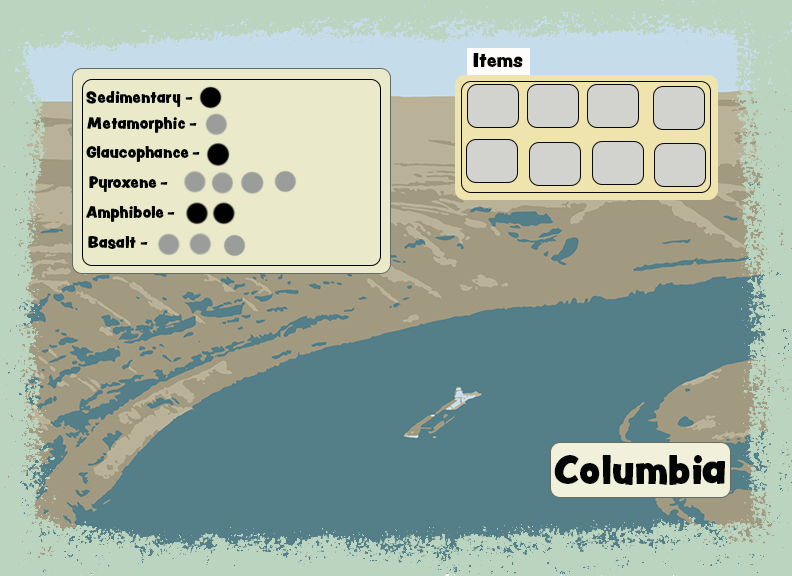 Items
Sedimentary -
Metamorphic -
Glaucophance -
Pyroxene -
Amphibole -
Basalt -
Columbia